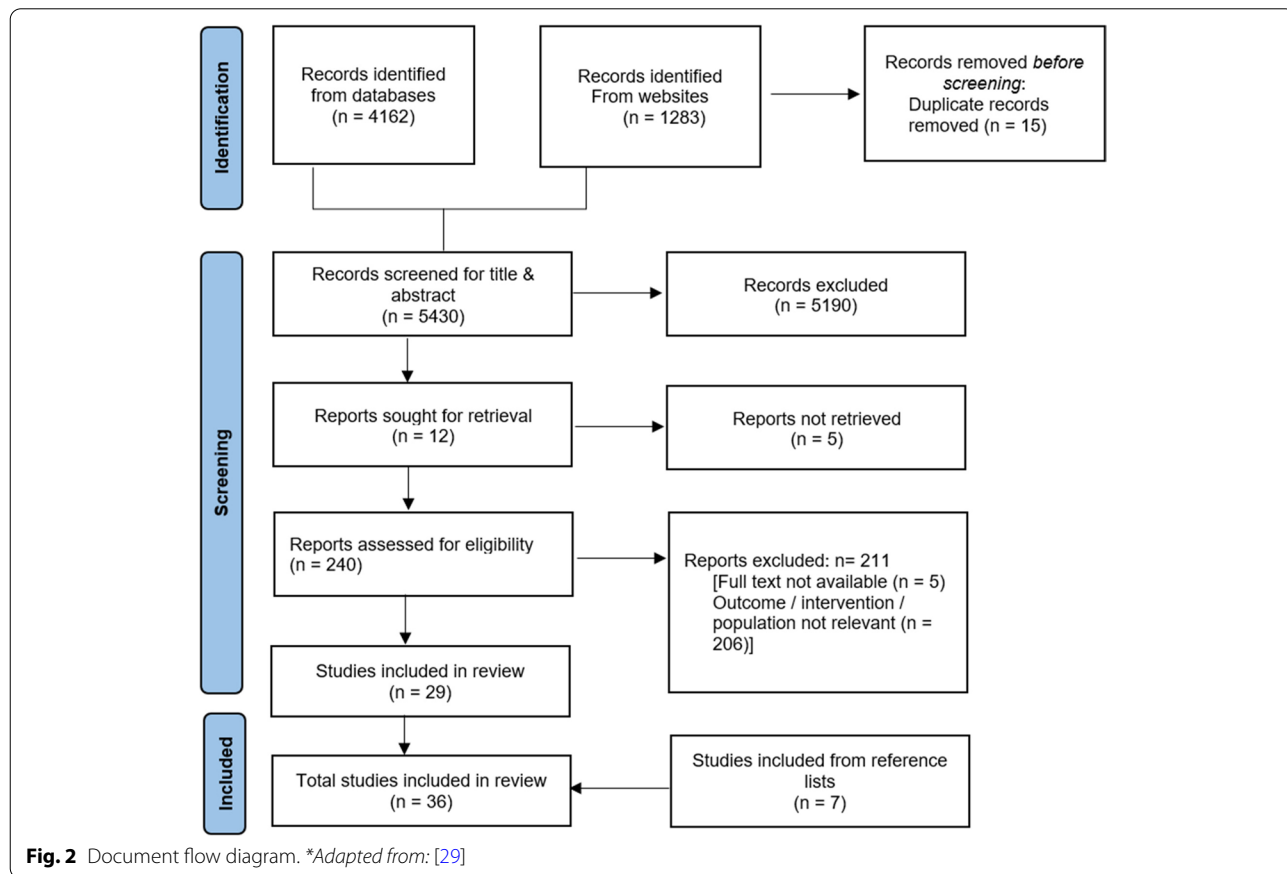 Identification
Records identified
from databases
(n = 4162)
Records identified
From websites
(n = 1283)
Records removed before
screening:
Duplicate records
removed (n = 15)
Screening
Records screened for title &
abstract
(n = 5430)
Records excluded
(n = 5190)
Reports sought for retrieval
(n = 12)
Reports not retrieved
(n = 5)
Reports assessed for eligibility
(n = 240)
Reports excluded: n= 211
[Full text not available (n = 5)
Outcome / intervention /
population not relevant (n =
206)]
Studies included in review
(n = 29)
Included
Total studies included in review
(n = 36)
Studies included from reference
lists
(n = 7)
Fig. 2 Document flow diagram. *Adapted from: [29]